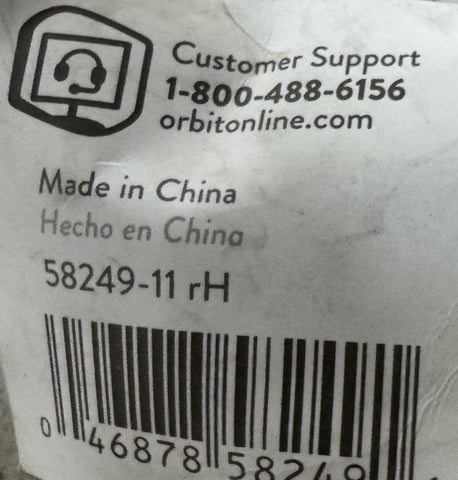 Customer Support
1-800-488-6156
orbitonline.com
Made in China
Hecho en China
58249-11 rH
0 46878 58249